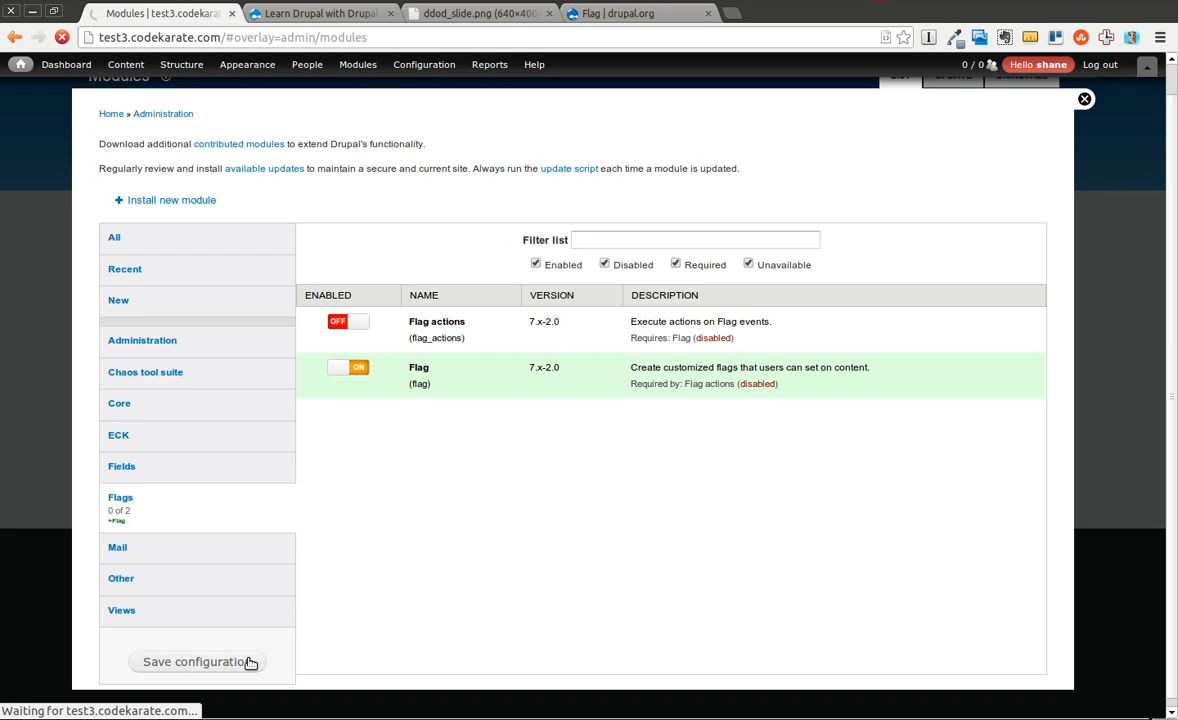 Modules | test3.codekarat
Learn Drupal with Drupal
ddod_slide.png (640×400
Flag | drupal.org
test3.codekarate.com/#overlay=admin/modules
Dashboard Content Structure Appearance People Modules Configuration Reports Help 0 / 0 Hello shane Log out
Modules
LIST UPDATE UNINSTALL
Home » Administration
Download additional contributed modules to extend Drupal's functionality.
Regularly review and install available updates to maintain a secure and current site. Always run the update script each time a module is updated.
+ Install new module
All
Recent
New
Administration
Chaos tool suite
Core
ECK
Fields
Flags
0 of 2
+Flag
Mail
Other
Views
Save configuration
Filter list
Enabled Disabled Required Unavailable
ENABLED NAME VERSION DESCRIPTION
OFF Flag actions 7.x-2.0 Execute actions on Flag events.
(flag_actions) Requires: Flag (disabled)
ON Flag 7.x-2.0 Create customized flags that users can set on content.
(flag) Required by: Flag actions (disabled)
Waiting for test3.codekarate.com...